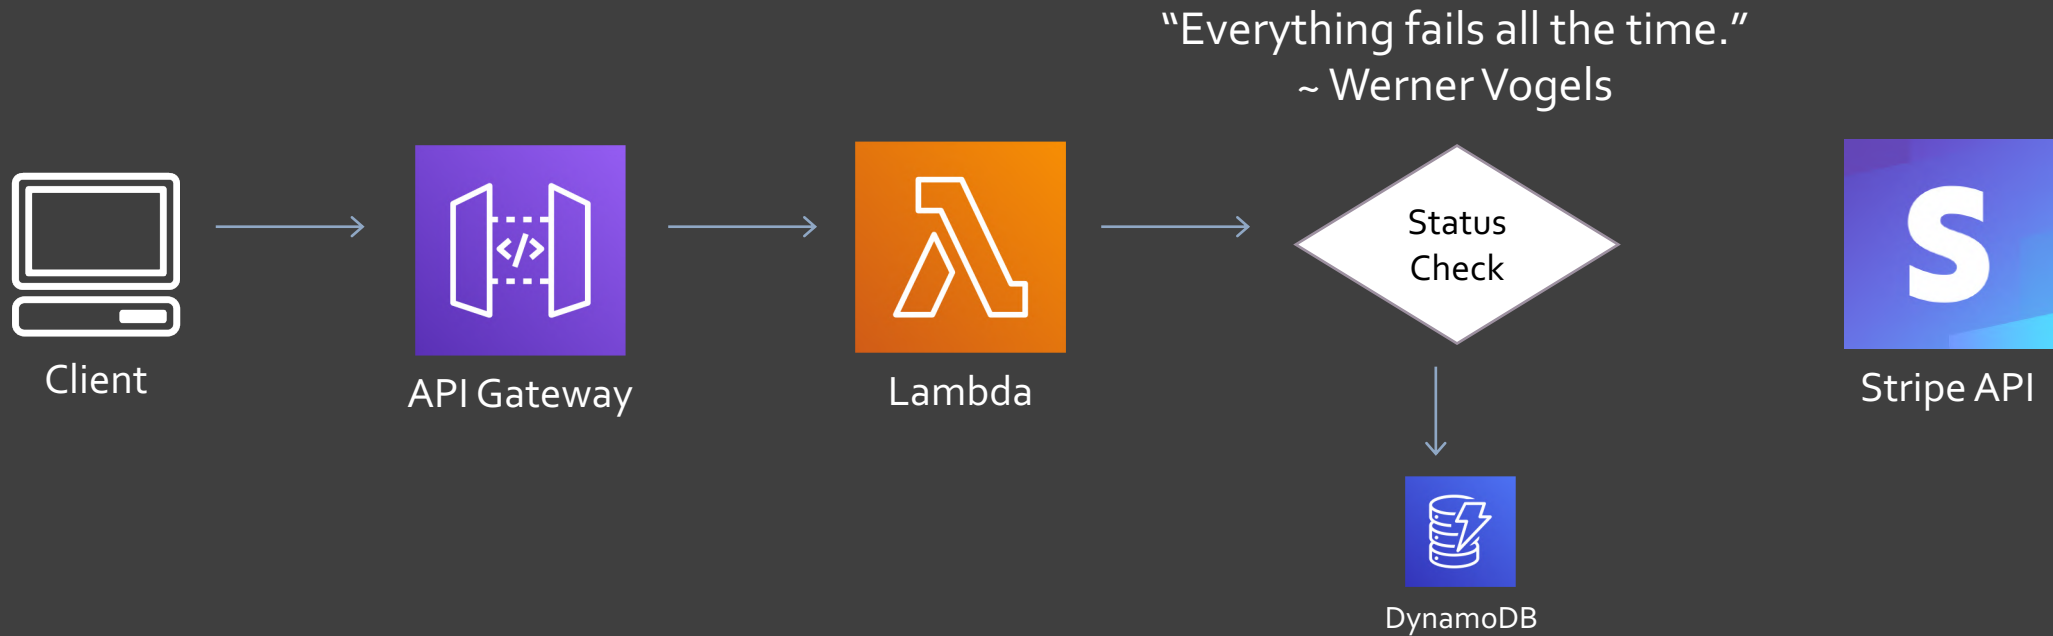 “Everything fails all the time.”
~ Werner Vogels
</>
Status
Check
S
Client
API Gateway
Lambda
Stripe API
DynamoDB